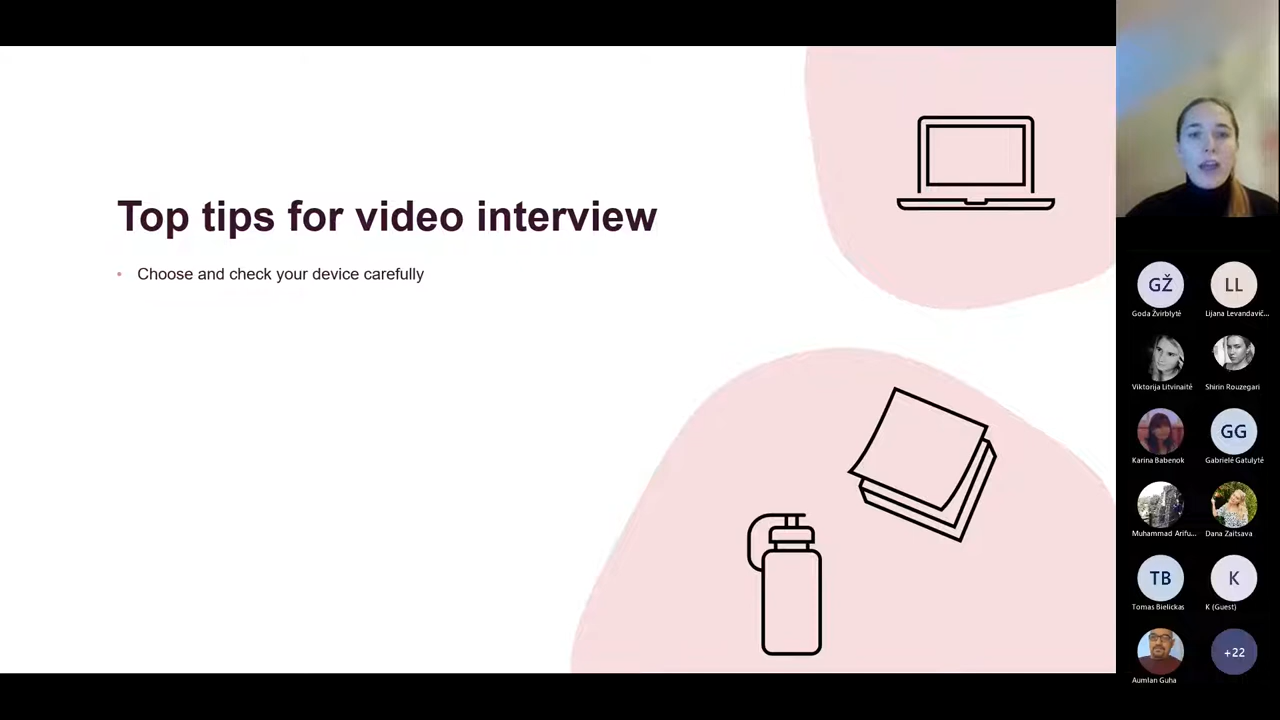 Top tips for video interview
• Choose and check your device carefully
GŽ
LL
Goda Žvirblytė
Lijana Levandavič...
Viktorija Litvinaitė
Shirin Rouzegari
GG
Karina Babenok
Gabrielė Gatulytė
Muhammad Arifu...
Dana Zaitsava
TB
K
Tomas Bielickas
K (Guest)
+22
Aumlan Guha